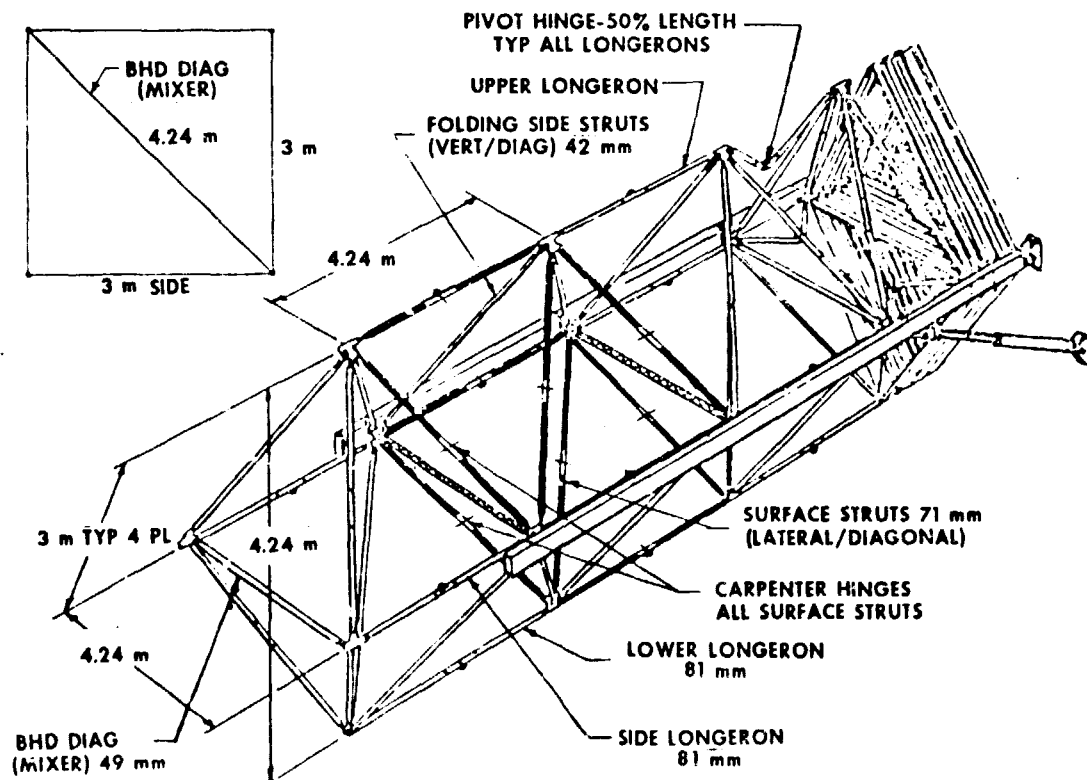 PIVOT HINGE-50% LENGTH
TYP ALL LONGERONS
BHD DIAG
(MIXER)
4.24 m
3 m
3 m SIDE
UPPER LONGERON
FOLDING SIDE STRUTS
(VERT/DIAG) 42 mm
4.24 m
3 m TYP 4 PL
4.24 m
4.24 m
SURFACE STRUTS 71 mm
(LATERAL/DIAGONAL)
CARPENTER HINGES
ALL SURFACE STRUTS
LOWER LONGERON
81 mm
SIDE LONGERON
81 mm
BHD DIAG
(MIXER) 49 mm